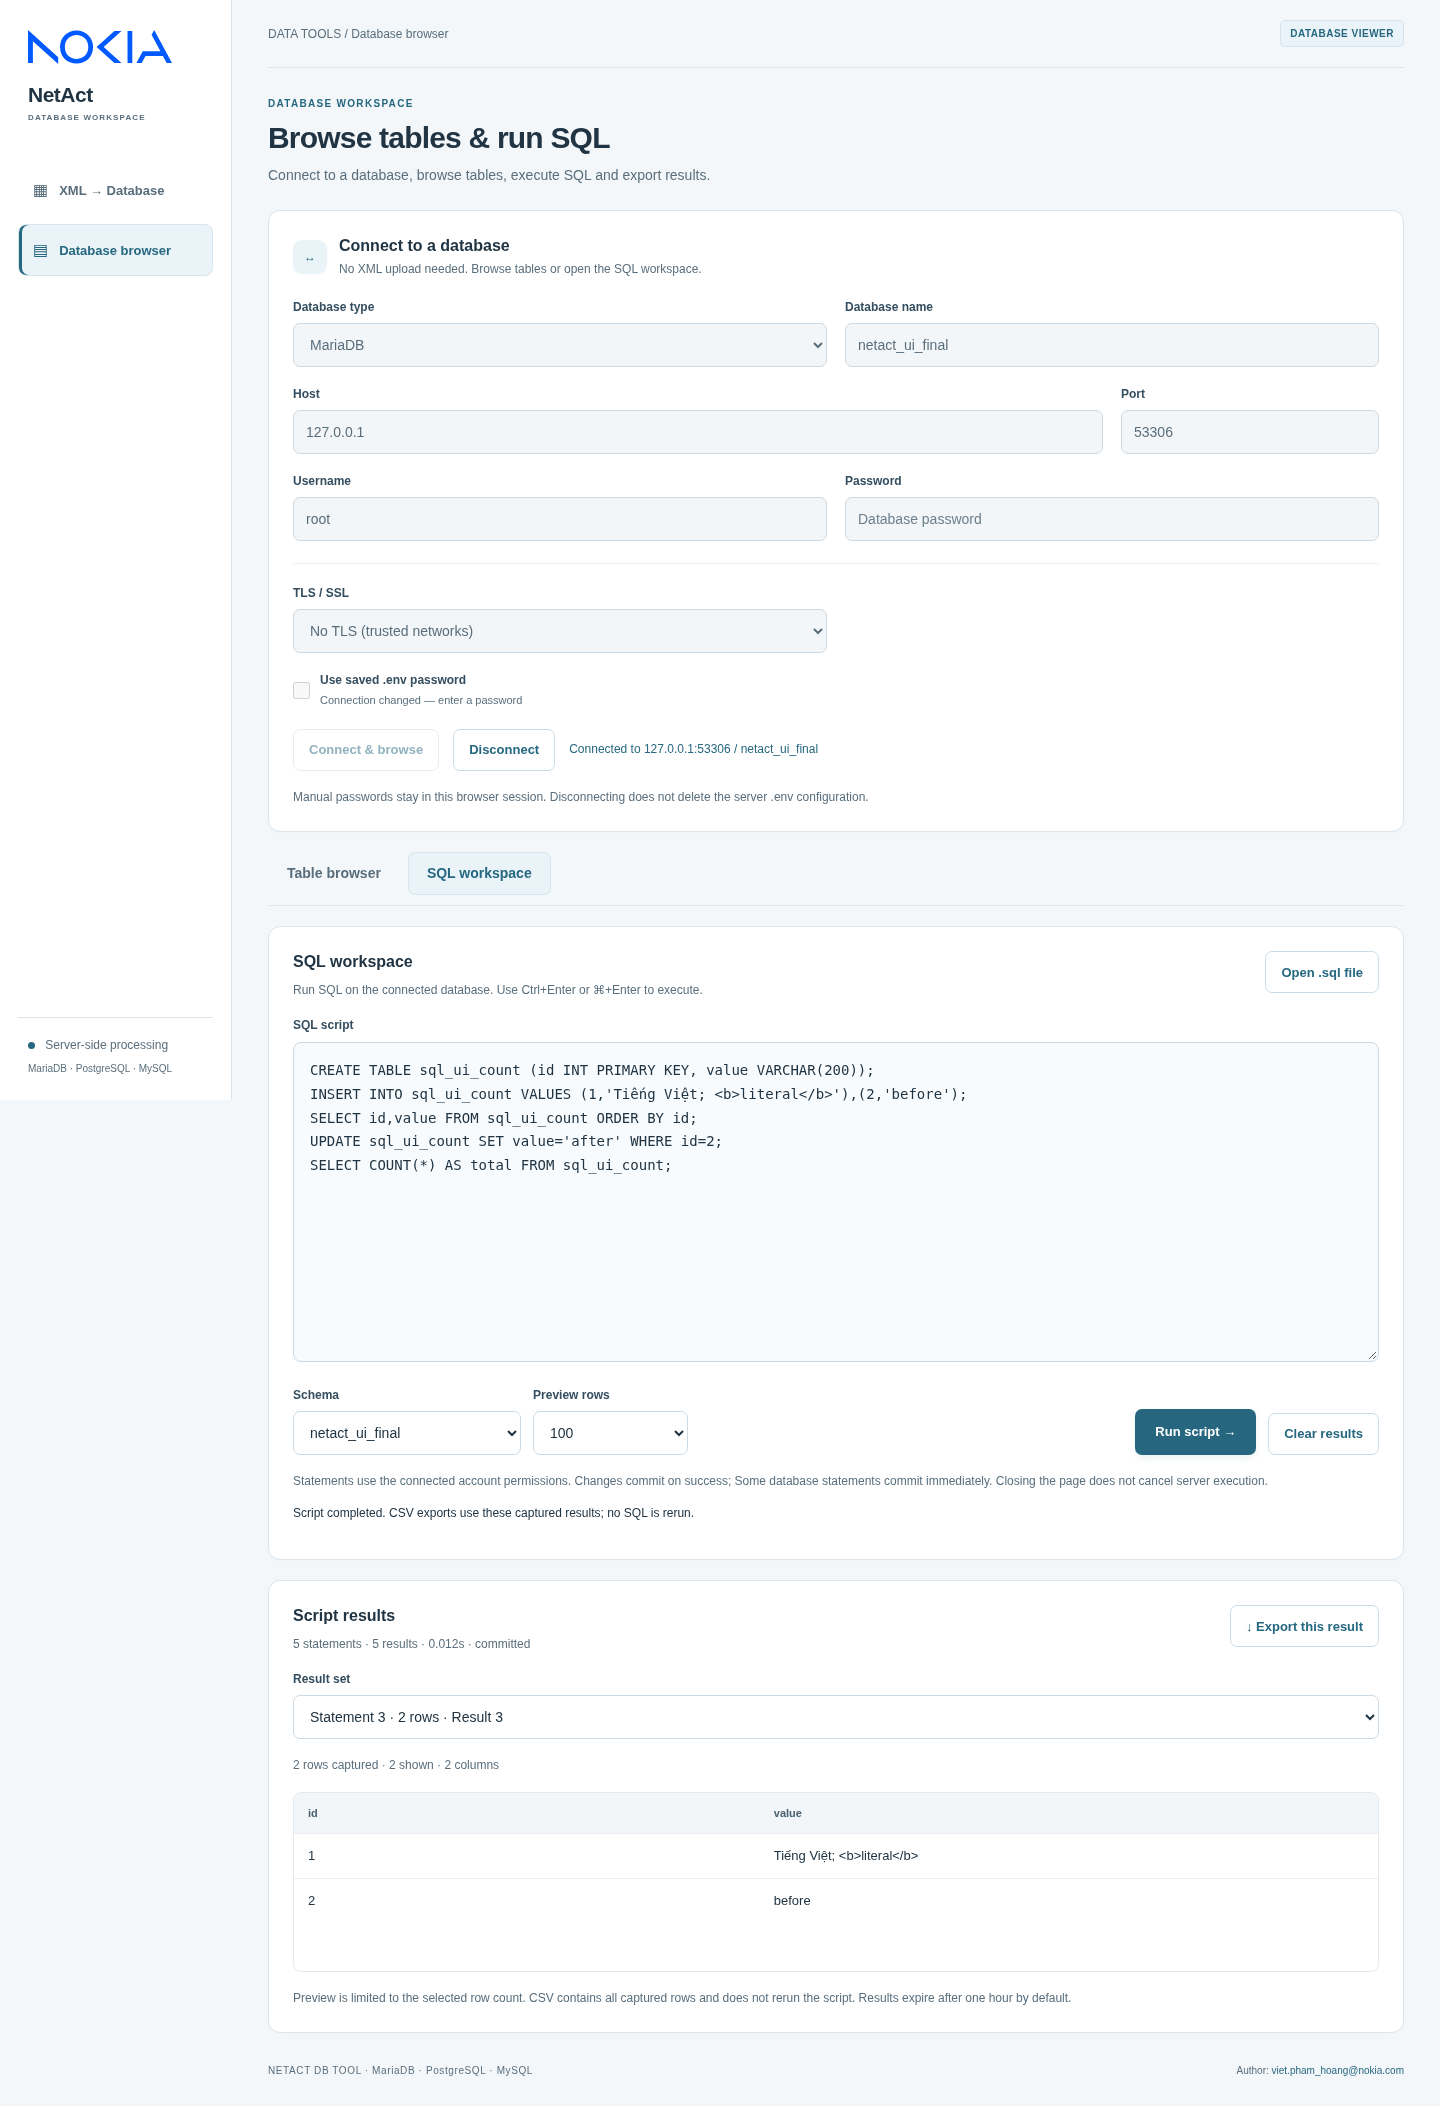 NOKIA
NetAct
DATABASE WORKSPACE
XML → Database
Database browser
Server-side processing
MariaDB · PostgreSQL · MySQL
DATA TOOLS / Database browser
DATABASE VIEWER
DATABASE WORKSPACE
Browse tables & run SQL
Connect to a database, browse tables, execute SQL and export results.
↔
Connect to a database
No XML upload needed. Browse tables or open the SQL workspace.
Database type
Database name
MariaDB
netact_ui_final
Host
Port
127.0.0.1
53306
Username
Password
root
Database password
TLS / SSL
No TLS (trusted networks)
Use saved .env password
Connection changed — enter a password
Connect & browse
Disconnect
Connected to 127.0.0.1:53306 / netact_ui_final
Manual passwords stay in this browser session. Disconnecting does not delete the server .env configuration.
Table browser
SQL workspace
SQL workspace
Open .sql file
Run SQL on the connected database. Use Ctrl+Enter or ⌘+Enter to execute.
SQL script
CREATE TABLE sql_ui_count (id INT PRIMARY KEY, value VARCHAR(200));
INSERT INTO sql_ui_count VALUES (1,'Tiếng Việt; <b>literal</b>'),(2,'before');
SELECT id,value FROM sql_ui_count ORDER BY id;
UPDATE sql_ui_count SET value='after' WHERE id=2;
SELECT COUNT(*) AS total FROM sql_ui_count;
Schema
Preview rows
netact_ui_final
100
Run script →
Clear results
Statements use the connected account permissions. Changes commit on success; Some database statements commit immediately. Closing the page does not cancel server execution.
Script completed. CSV exports use these captured results; no SQL is rerun.
Script results
↓ Export this result
5 statements · 5 results · 0.012s · committed
Result set
Statement 3 · 2 rows · Result 3
2 rows captured · 2 shown · 2 columns
id
value
1
Tiếng Việt; <b>literal</b>
2
before
Preview is limited to the selected row count. CSV contains all captured rows and does not rerun the script. Results expire after one hour by default.
NETACT DB TOOL · MariaDB · PostgreSQL · MySQL
Author: viet.pham_hoang@nokia.com